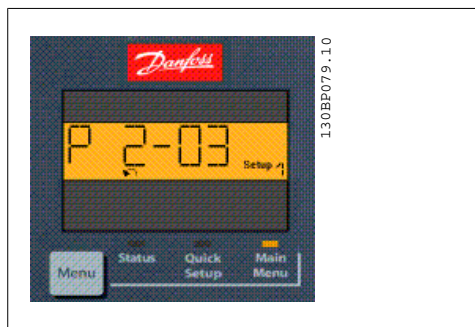 Danfoss
P 2-03
Setup 1
Status Quick Setup Main Menu
Menu
130BP079.10